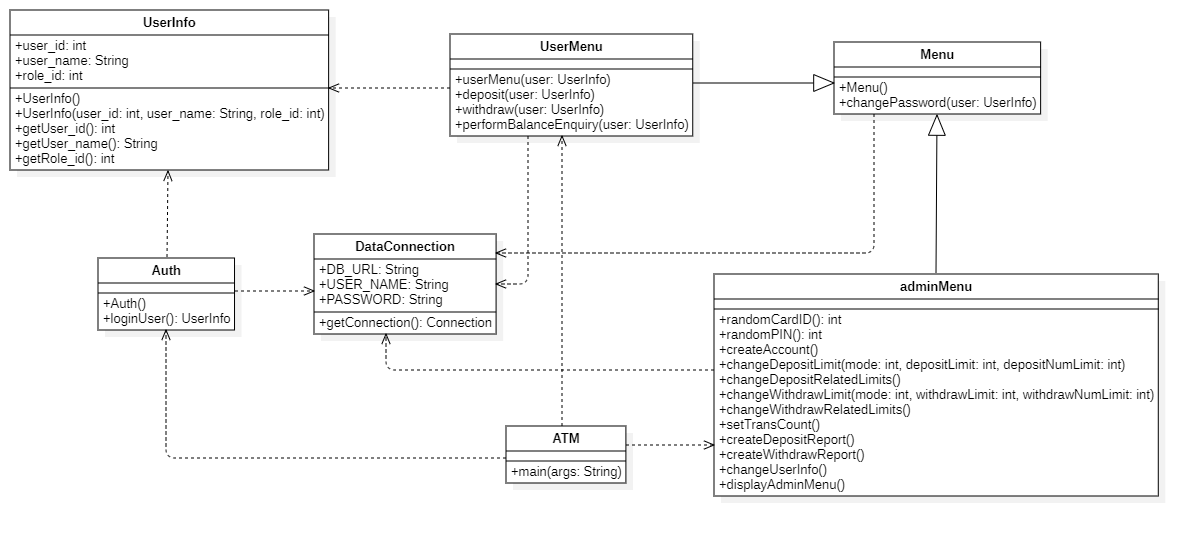 UserInfo
+user_id: int
+user_name: String
+role_id: int
+UserInfo()
+UserInfo(user_id: int, user_name: String, role_id: int)
+getUser_id(): int
+getUser_name(): String
+getRole_id(): int
UserMenu
+userMenu(user: UserInfo)
+deposit(user: UserInfo)
+withdraw(user: UserInfo)
+performBalanceEnquiry(user: UserInfo)
Menu
+Menu()
+changePassword(user: UserInfo)
Auth
+Auth()
+loginUser(): UserInfo
DataConnection
+DB_URL: String
+USER_NAME: String
+PASSWORD: String
+getConnection(): Connection
adminMenu
+randomCardID(): int
+randomPIN(): int
+createAccount()
+changeDepositLimit(mode: int, depositLimit: int, depositNumLimit: int)
+changeDepositRelatedLimits()
+changeWithdrawLimit(mode: int, withdrawLimit: int, withdrawNumLimit: int)
+changeWithdrawRelatedLimits()
+setTransCount()
+createDepositReport()
+createWithdrawReport()
+changeUserInfo()
+displayAdminMenu()
ATM
+main(args: String)